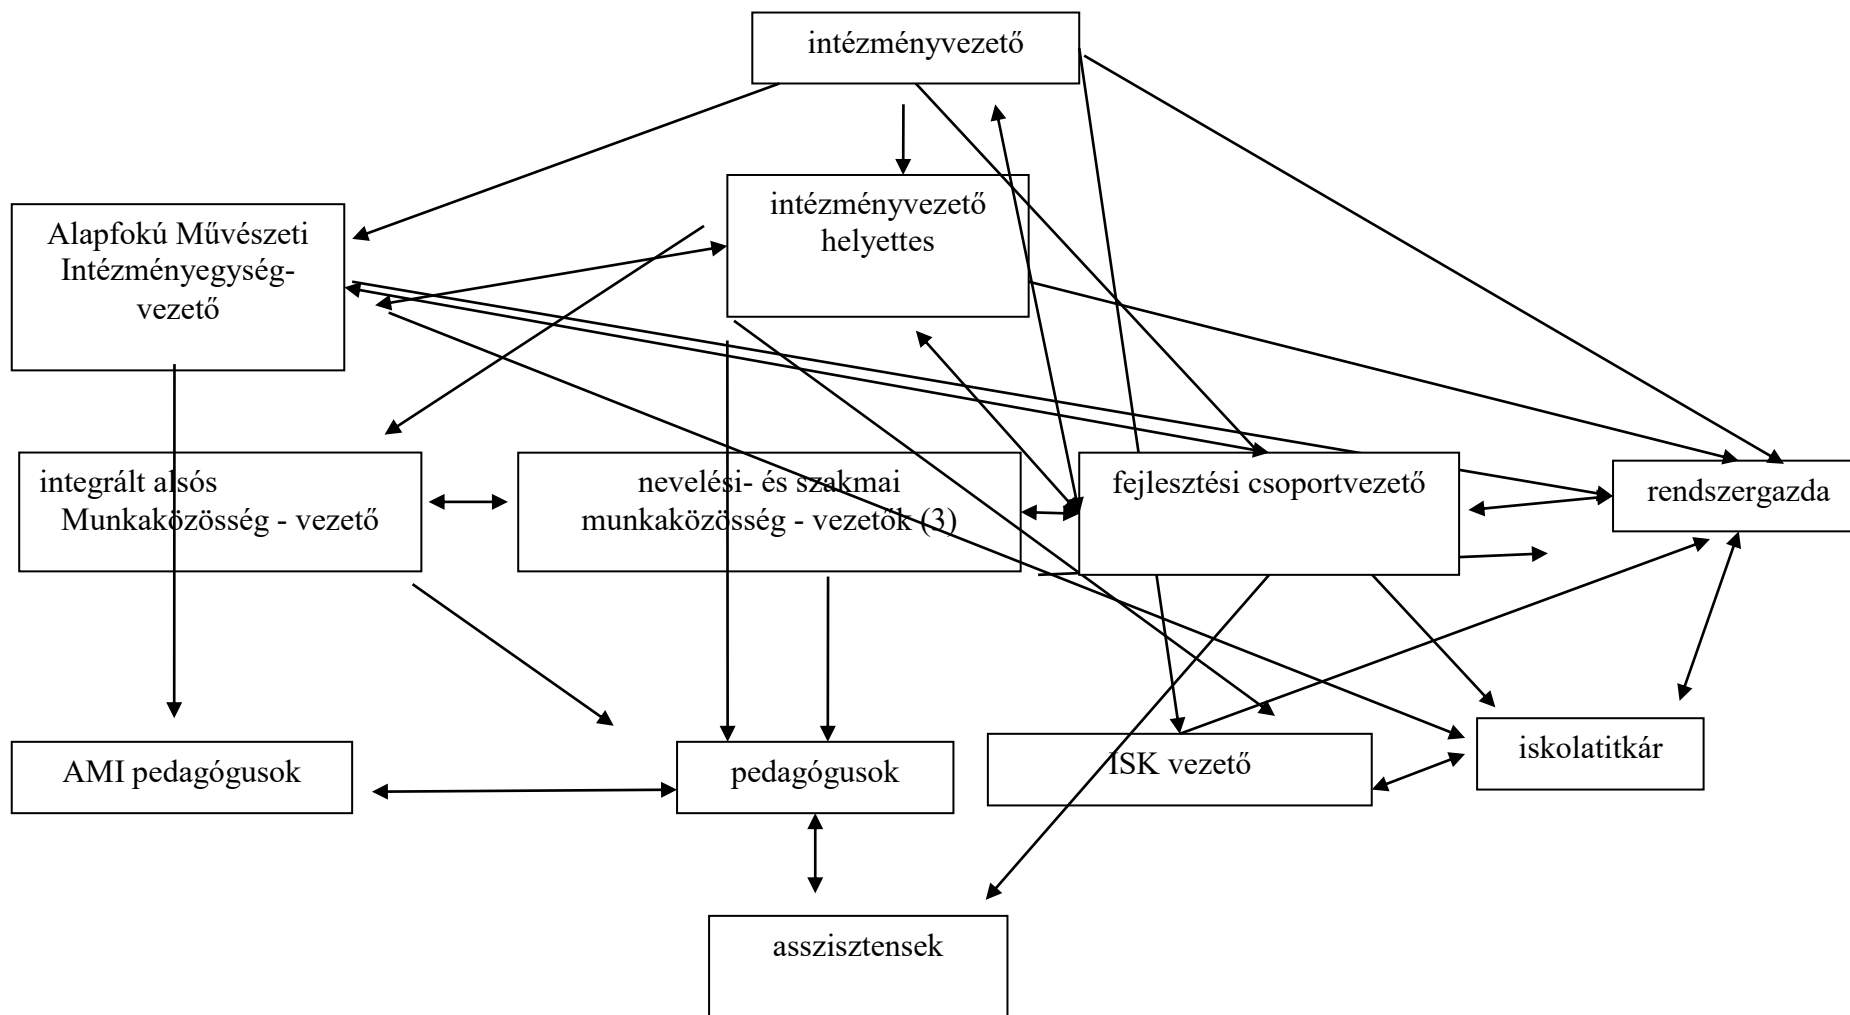 intézményvezető
intézményvezető
helyettes
Alapfokú Művészeti
Intézményegység-
vezető
integrált alsós
Munkaközösség - vezető
nevelési- és szakmai
munkaközösség - vezetők (3)
fejlesztési csoportvezető
rendszergazda
AMI pedagógusok
pedagógusok
ISK vezető
iskolatitkár
asszisztensek